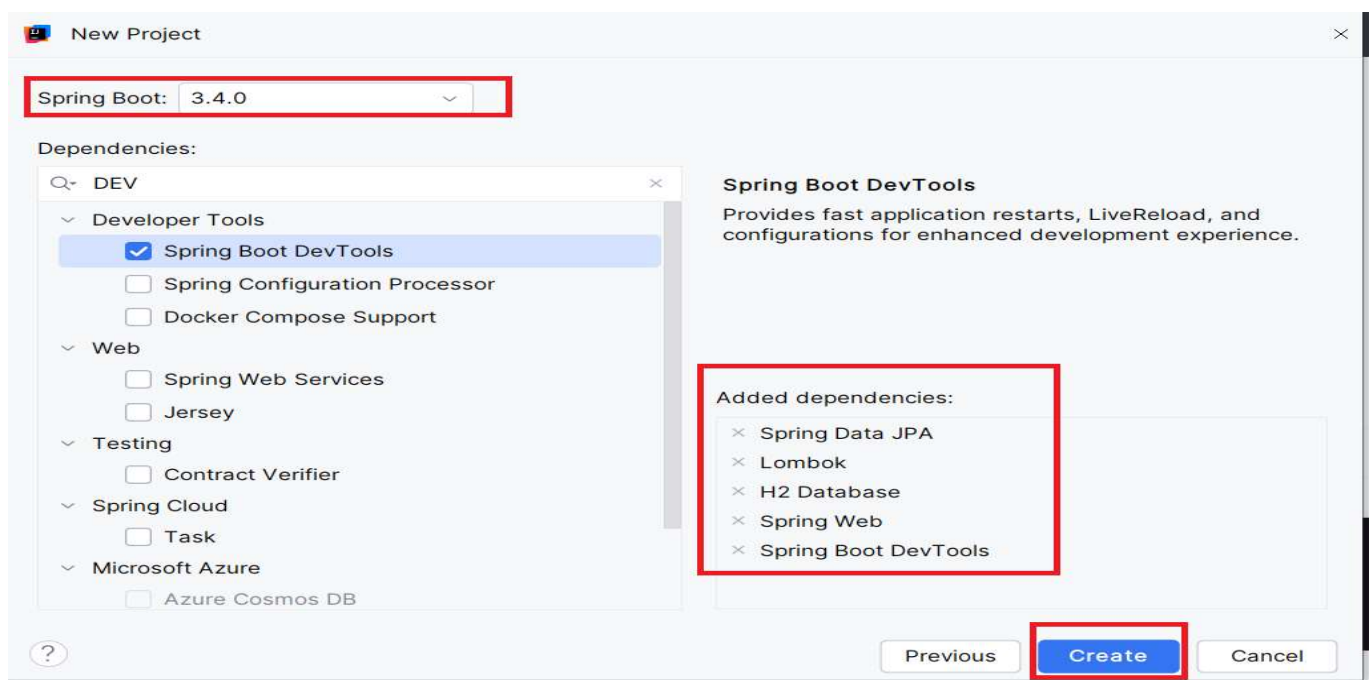 New Project
Spring Boot: 3.4.0
Dependencies:
DEV
Developer Tools
Spring Boot DevTools
Spring Configuration Processor
Docker Compose Support
Web
Spring Web Services
Jersey
Testing
Contract Verifier
Spring Cloud
Task
Microsoft Azure
Azure Cosmos DB
Spring Boot DevTools
Provides fast application restarts, LiveReload, and
configurations for enhanced development experience.
Added dependencies:
Spring Data JPA
Lombok
H2 Database
Spring Web
Spring Boot DevTools
?
Previous
Create
Cancel